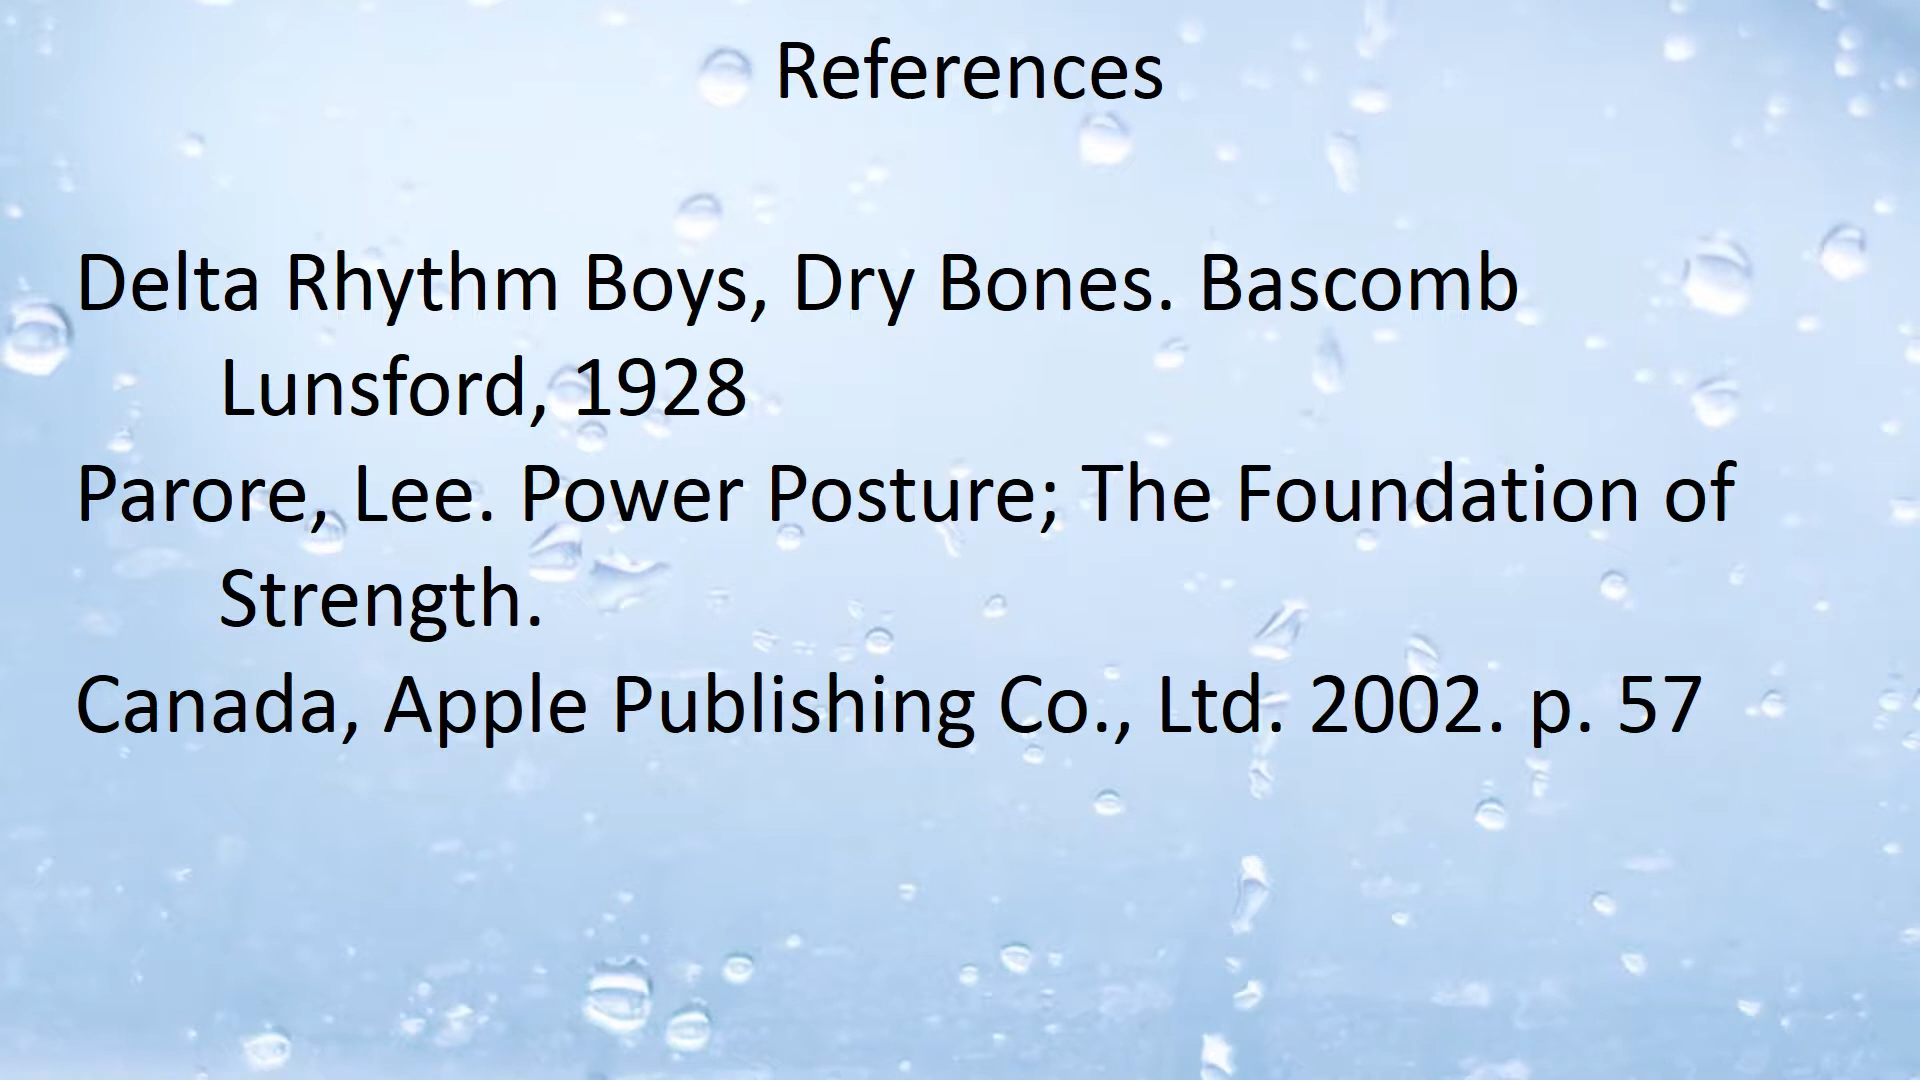 References
Delta Rhythm Boys, Dry Bones. Bascomb
Lunsford, 1928
Parore, Lee. Power Posture; The Foundation of
Strength.
Canada, Apple Publishing Co., Ltd. 2002. p. 57